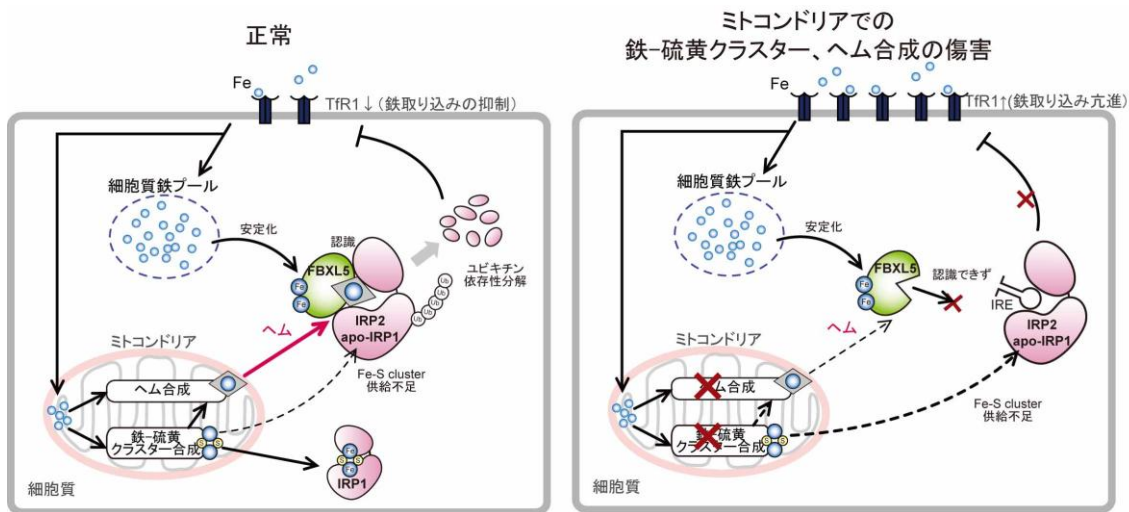 正常
Fe
TfR1↓(鉄取り込みの抑制)
細胞質鉄プール
安定化
認識
FBXL5
Fe
Fe
ユビキチン
依存性分解
Ub
Ub
Ub
Ub
IRP2
apo-IRP1
ヘム
ミトコンドリア
Fe-S cluster
供給不足
ヘム合成
鉄-硫黄
クラスター合成
S
S
Fe
S
S
Fe
IRP1
細胞質
ミトコンドリアでの
鉄-硫黄クラスター、ヘム合成の傷害
Fe
TfR1↑(鉄取り込み亢進)
細胞質鉄プール
安定化
FBXL5
認識できず
Fe
Fe
IRE
IRP2
apo-IRP1
ヘム
ミトコンドリア
Fe-S cluster
供給不足
ヘム合成
鉄-硫黄
クラスター合成
S
S
細胞質